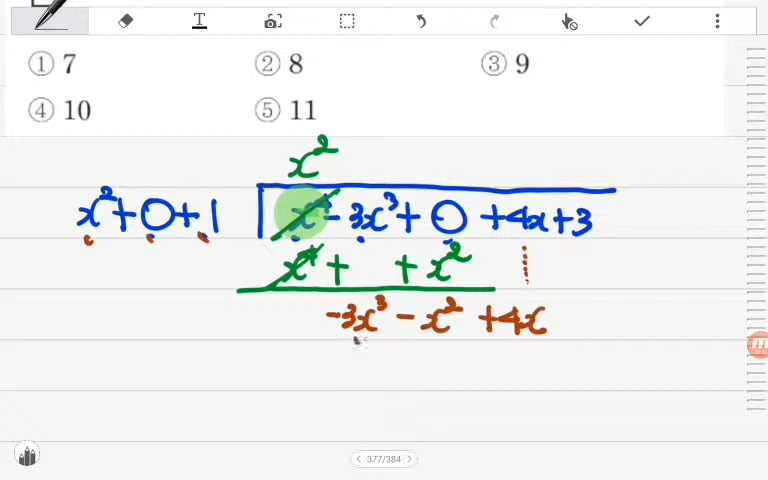 ① 7 ② 8 ③ 9
④ 10 ⑤ 11
x²
x²+0+1 x⁴-3x³+0+4x+3
x⁴+ +x²
-3x³-x²+4x
377/384